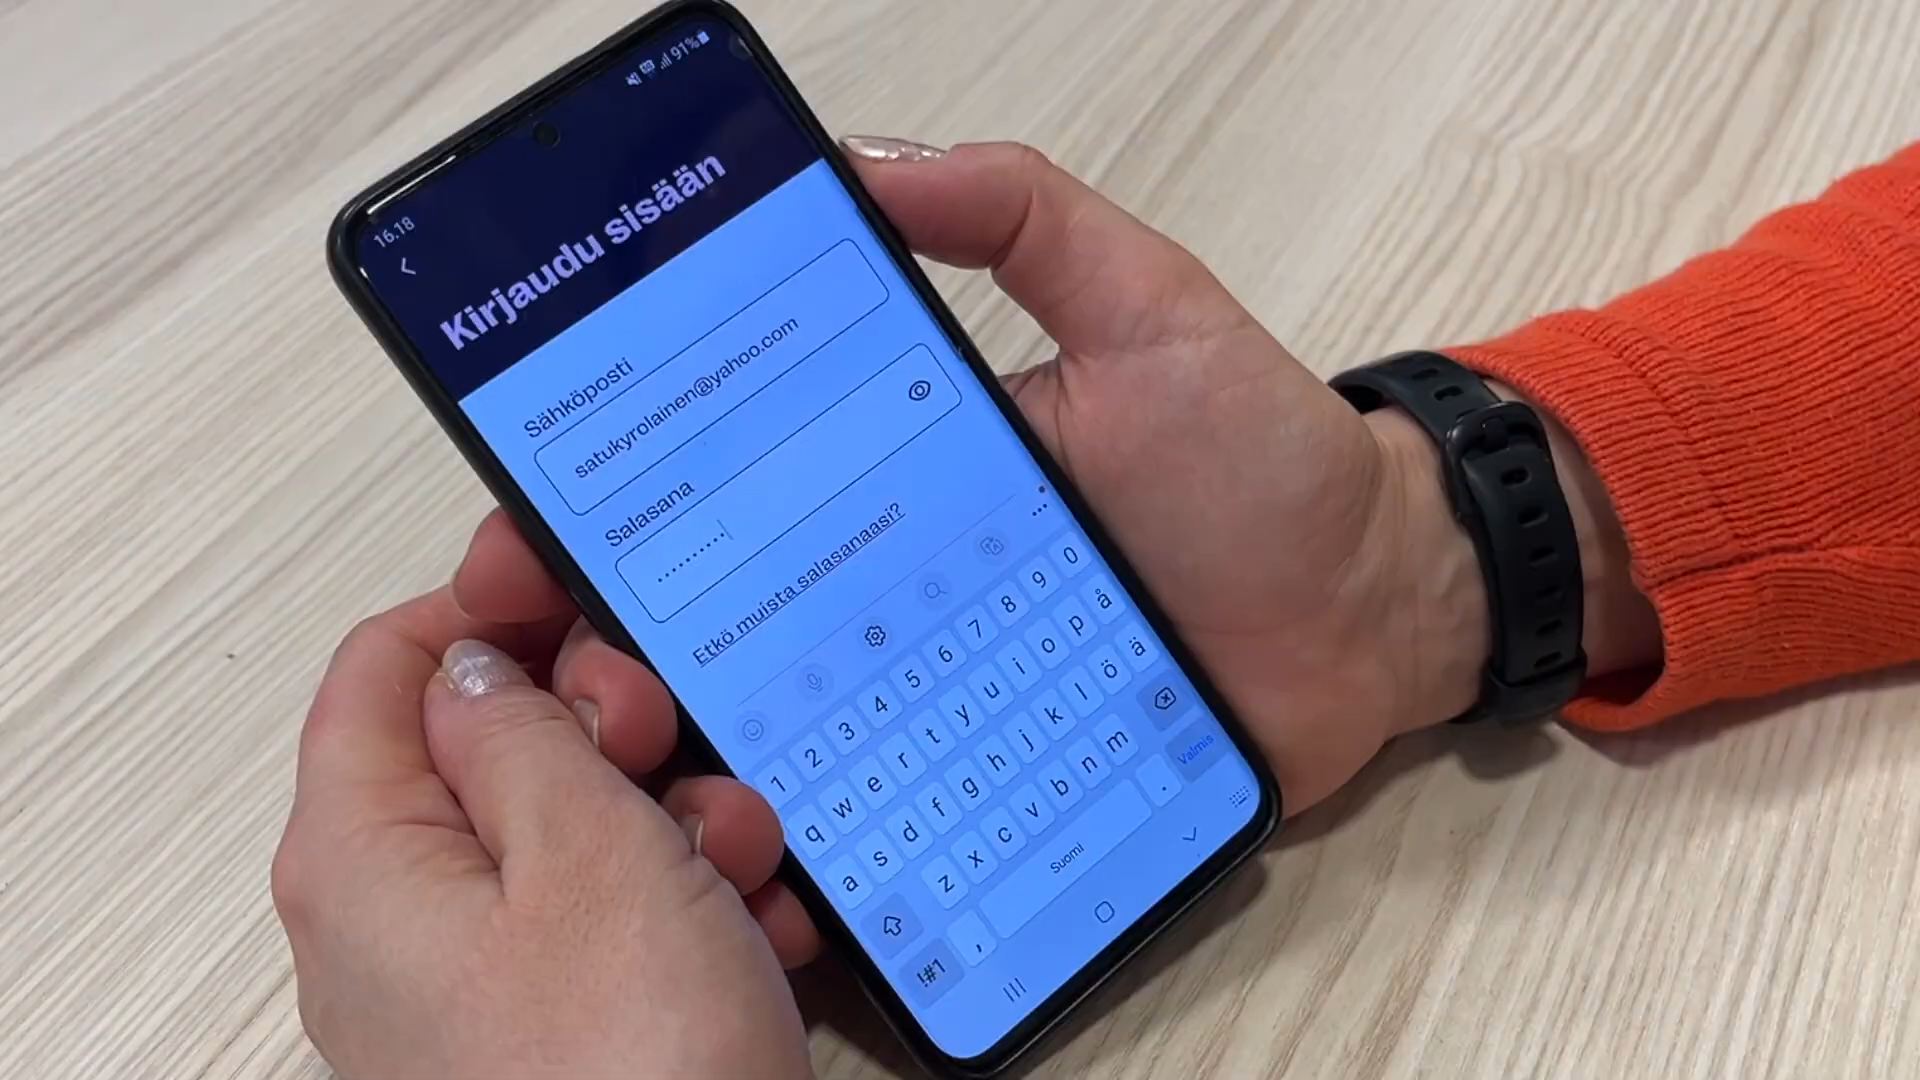 16.18
91%
Kirjaudu sisään
Sähköposti
satukyrolainen@yahoo.com
Salasana
··········
Etkö muista salasanaasi?
1 2 3 4 5 6 7 8 9 0
q w e r t y u i o p å
a s d f g h j k l ö ä
z x c v b n m
!#1 , Suomi . Valmis